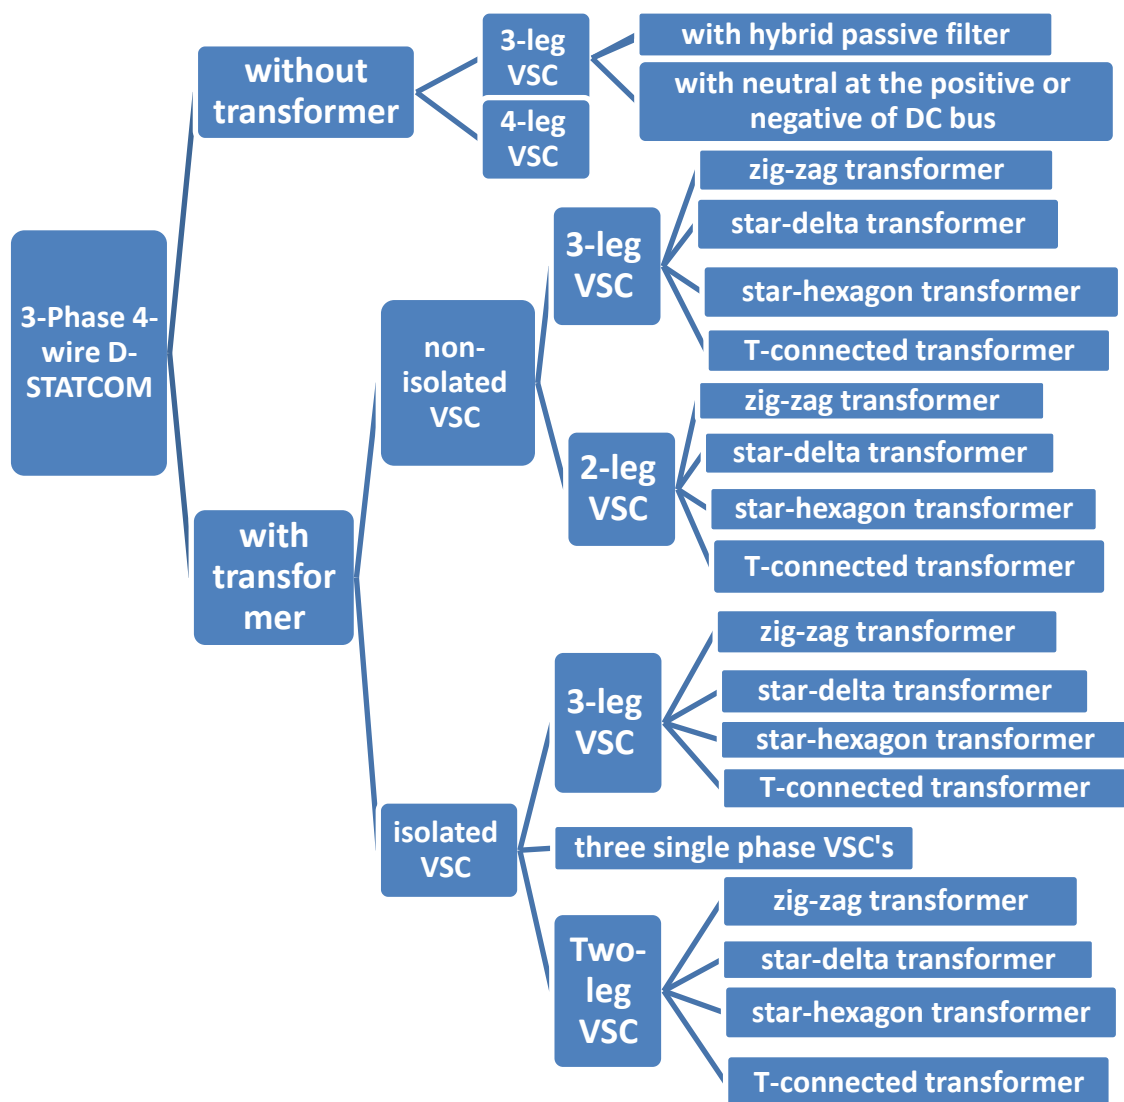 3-Phase 4-
wire D-
STATCOM
without
transformer
3-leg
VSC
with hybrid passive filter
with neutral at the positive or
negative of DC bus
4-leg
VSC
with
transfor
mer
non-
isolated
VSC
3-leg
VSC
zig-zag transformer
star-delta transformer
star-hexagon transformer
T-connected transformer
2-leg
VSC
zig-zag transformer
star-delta transformer
star-hexagon transformer
T-connected transformer
isolated
VSC
3-leg
VSC
zig-zag transformer
star-delta transformer
star-hexagon transformer
T-connected transformer
three single phase VSC's
Two-
leg
VSC
zig-zag transformer
star-delta transformer
star-hexagon transformer
T-connected transformer